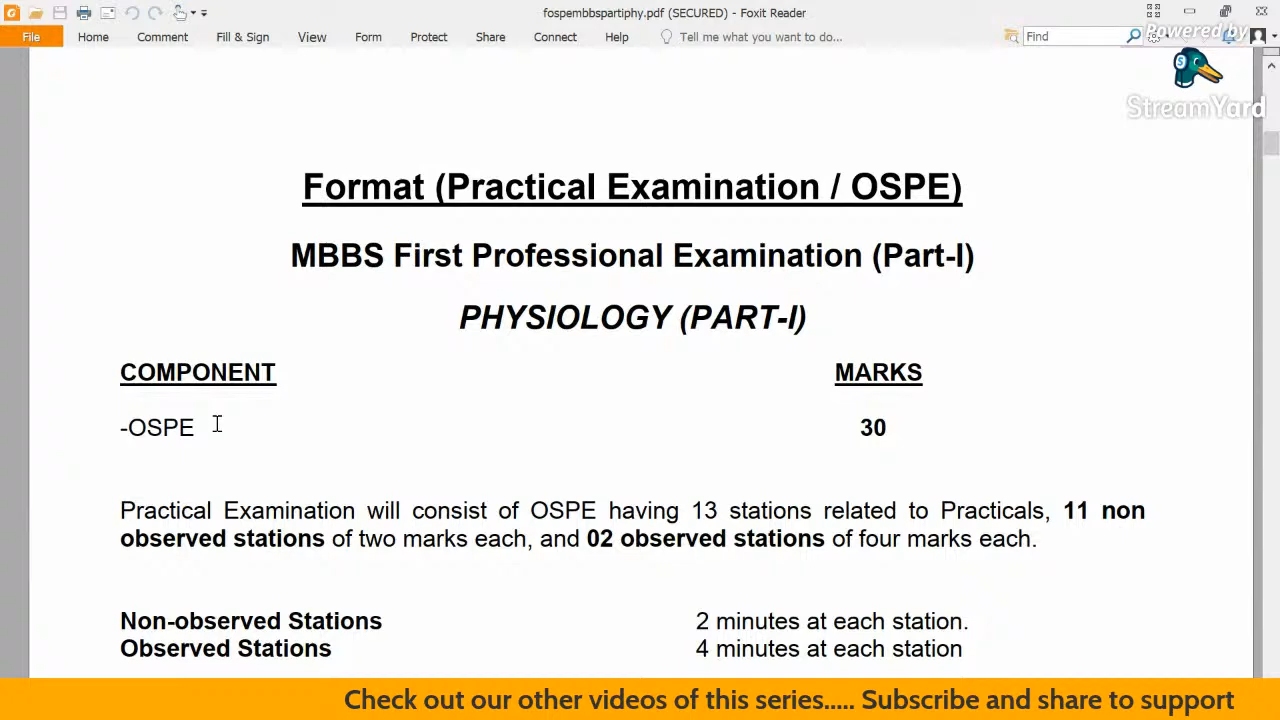 fospembbspartiphy.pdf (SECURED) - Foxit Reader
File Home Comment Fill & Sign View Form Protect Share Connect Help Tell me what you want to do... Find
Powered by
StreamYard
Format (Practical Examination / OSPE)
MBBS First Professional Examination (Part-I)
PHYSIOLOGY (PART-I)
COMPONENT MARKS
-OSPE 30
Practical Examination will consist of OSPE having 13 stations related to Practicals, 11 non
observed stations of two marks each, and 02 observed stations of four marks each.
Non-observed Stations 2 minutes at each station.
Observed Stations 4 minutes at each station
Check out our other videos of this series..... Subscribe and share to support